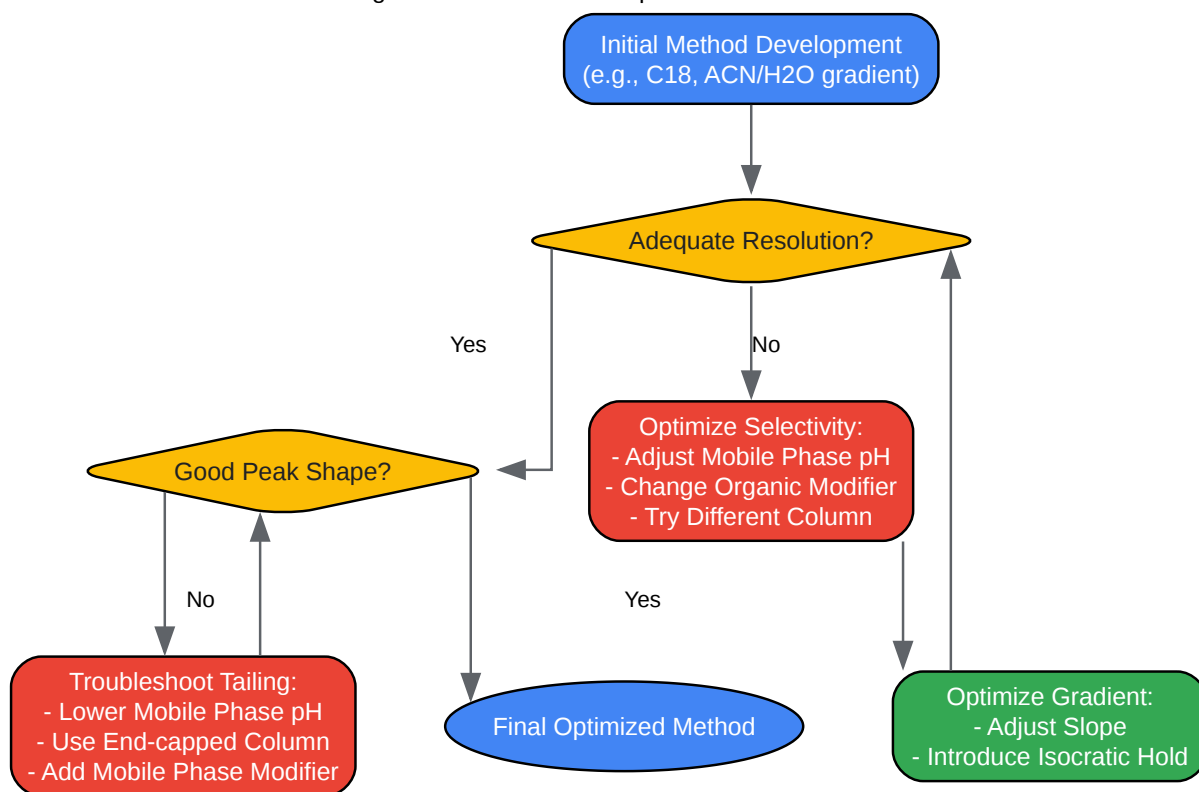 Initial Method Development
(e.g., C18, ACN/H2O gradient)
Adequate Resolution?
Yes
No
Optimize Selectivity:
- Adjust Mobile Phase pH
- Change Organic Modifier
- Try Different Column
Good Peak Shape?
No
Yes
Troubleshoot Tailing:
- Lower Mobile Phase pH
- Use End-capped Column
- Add Mobile Phase Modifier
Final Optimized Method
Optimize Gradient:
- Adjust Slope
- Introduce Isocratic Hold